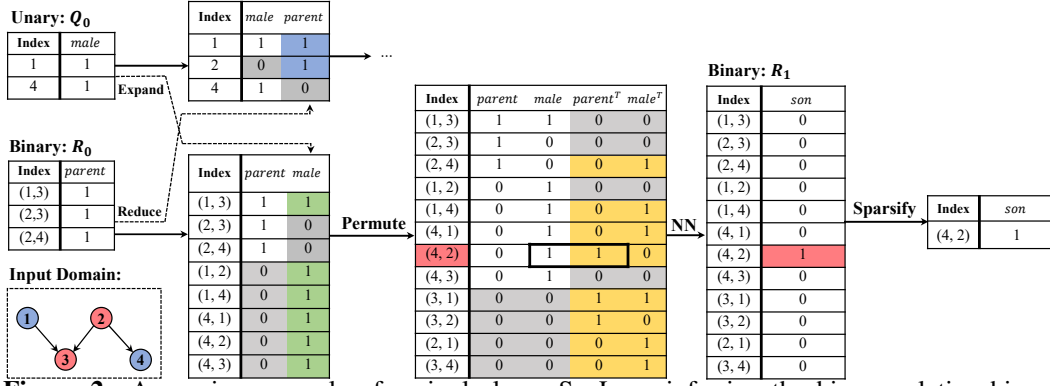 Unary: Q0
Index male
1 1
4 1
Expand
Index male parent
1 1 1
2 0 1
4 1 0
...
Binary: R0
Index parent
(1,3) 1
(2,3) 1
(2,4) 1
Reduce
Input Domain:
1 2
3 4
Index parent male
(1, 3) 1 1
(2, 3) 1 0
(2, 4) 1 0
(1, 2) 0 1
(1, 4) 0 1
(4, 1) 0 1
(4, 2) 0 1
(4, 3) 0 1
Permute
Index parent male parentᵀ maleᵀ
(1, 3) 1 1 0 0
(2, 3) 1 0 0 0
(2, 4) 1 0 0 1
(1, 2) 0 1 0 0
(1, 4) 0 1 0 1
(4, 1) 0 1 0 1
(4, 2) 0 1 1 0
(4, 3) 0 1 0 0
(3, 1) 0 0 1 1
(3, 2) 0 0 1 0
(2, 1) 0 0 0 1
(3, 4) 0 0 0 1
NN
Binary: R1
Index son
(1, 3) 0
(2, 3) 0
(2, 4) 0
(1, 2) 0
(1, 4) 0
(4, 1) 0
(4, 2) 1
(4, 3) 0
(3, 1) 0
(3, 2) 0
(2, 1) 0
(3, 4) 0
Sparsify
Index son
(4, 2) 1